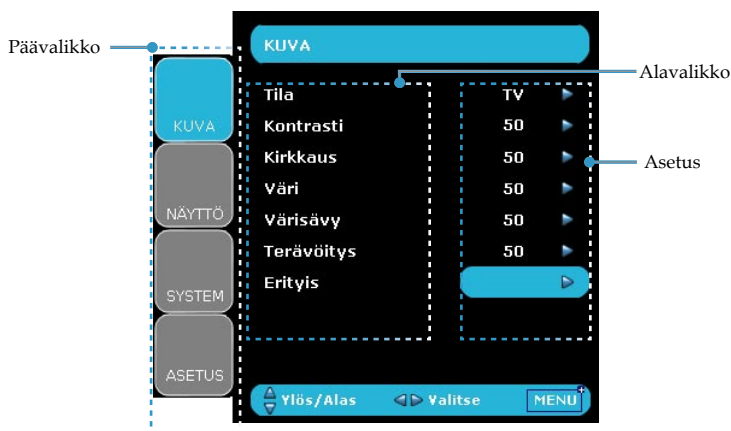 Päävalikko
KUVA
Alavalikko
Tila TV
KUVA
Kontrasti 50
Kirkkaus 50
Asetus
Väri 50
NÄYTTÖ
Värisävy 50
Terävöitys 50
Erityis
SYSTEM
ASETUS
Ylös/Alas Valitse MENU